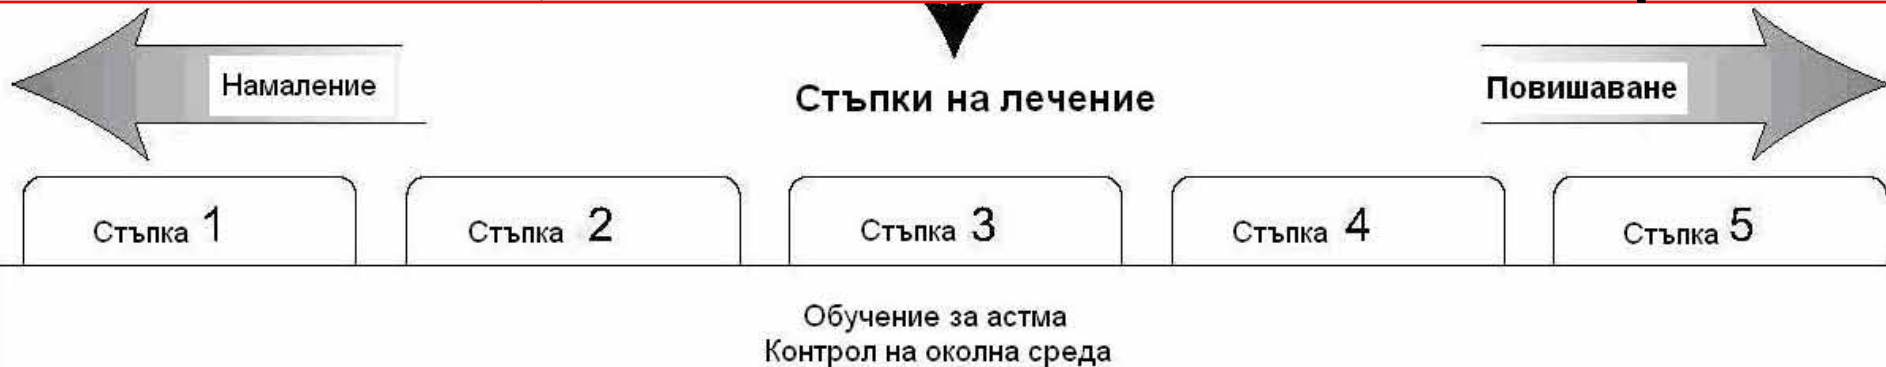 Намаление
Стъпки на лечение
Повишаване
Стъпка 1
Стъпка 2
Стъпка 3
Стъпка 4
Стъпка 5
Обучение за астма
Контрол на околна среда